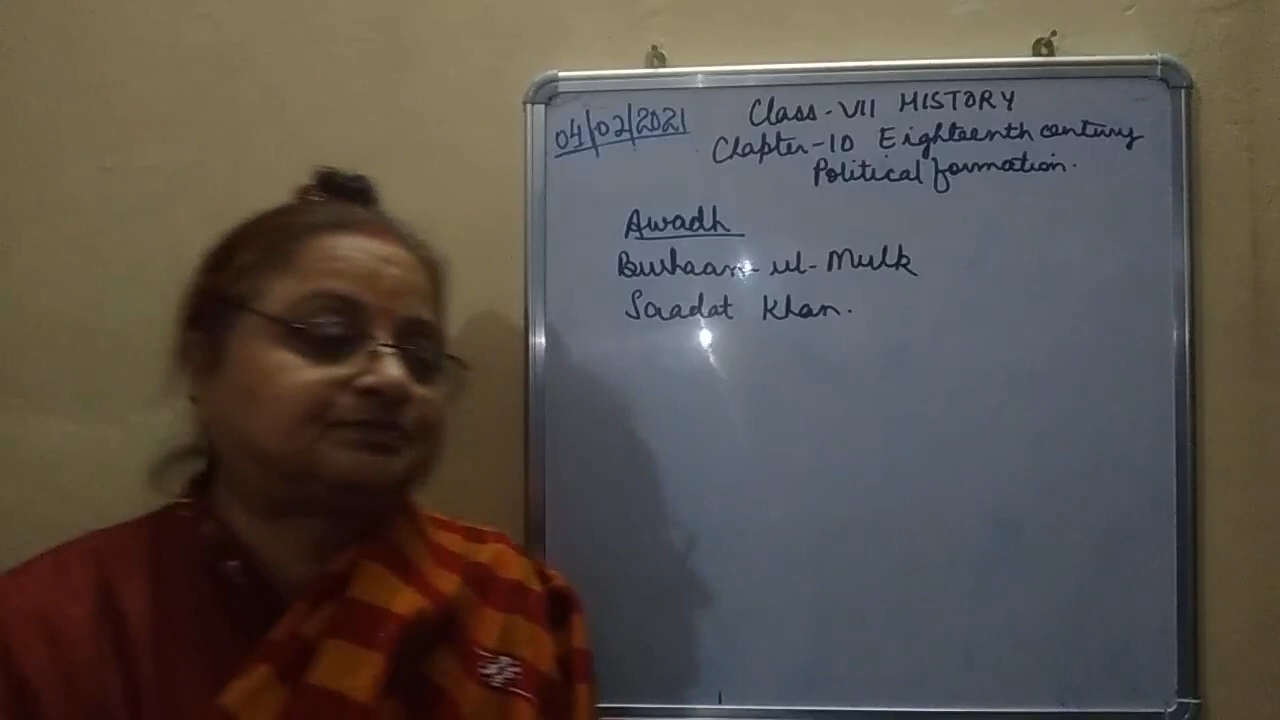 04/02/2021
Class-VII HISTORY
Chapter-10 Eighteenth century
Political formation.
Awadh
Burhaan-ul-Mulk
Saadat Khan.